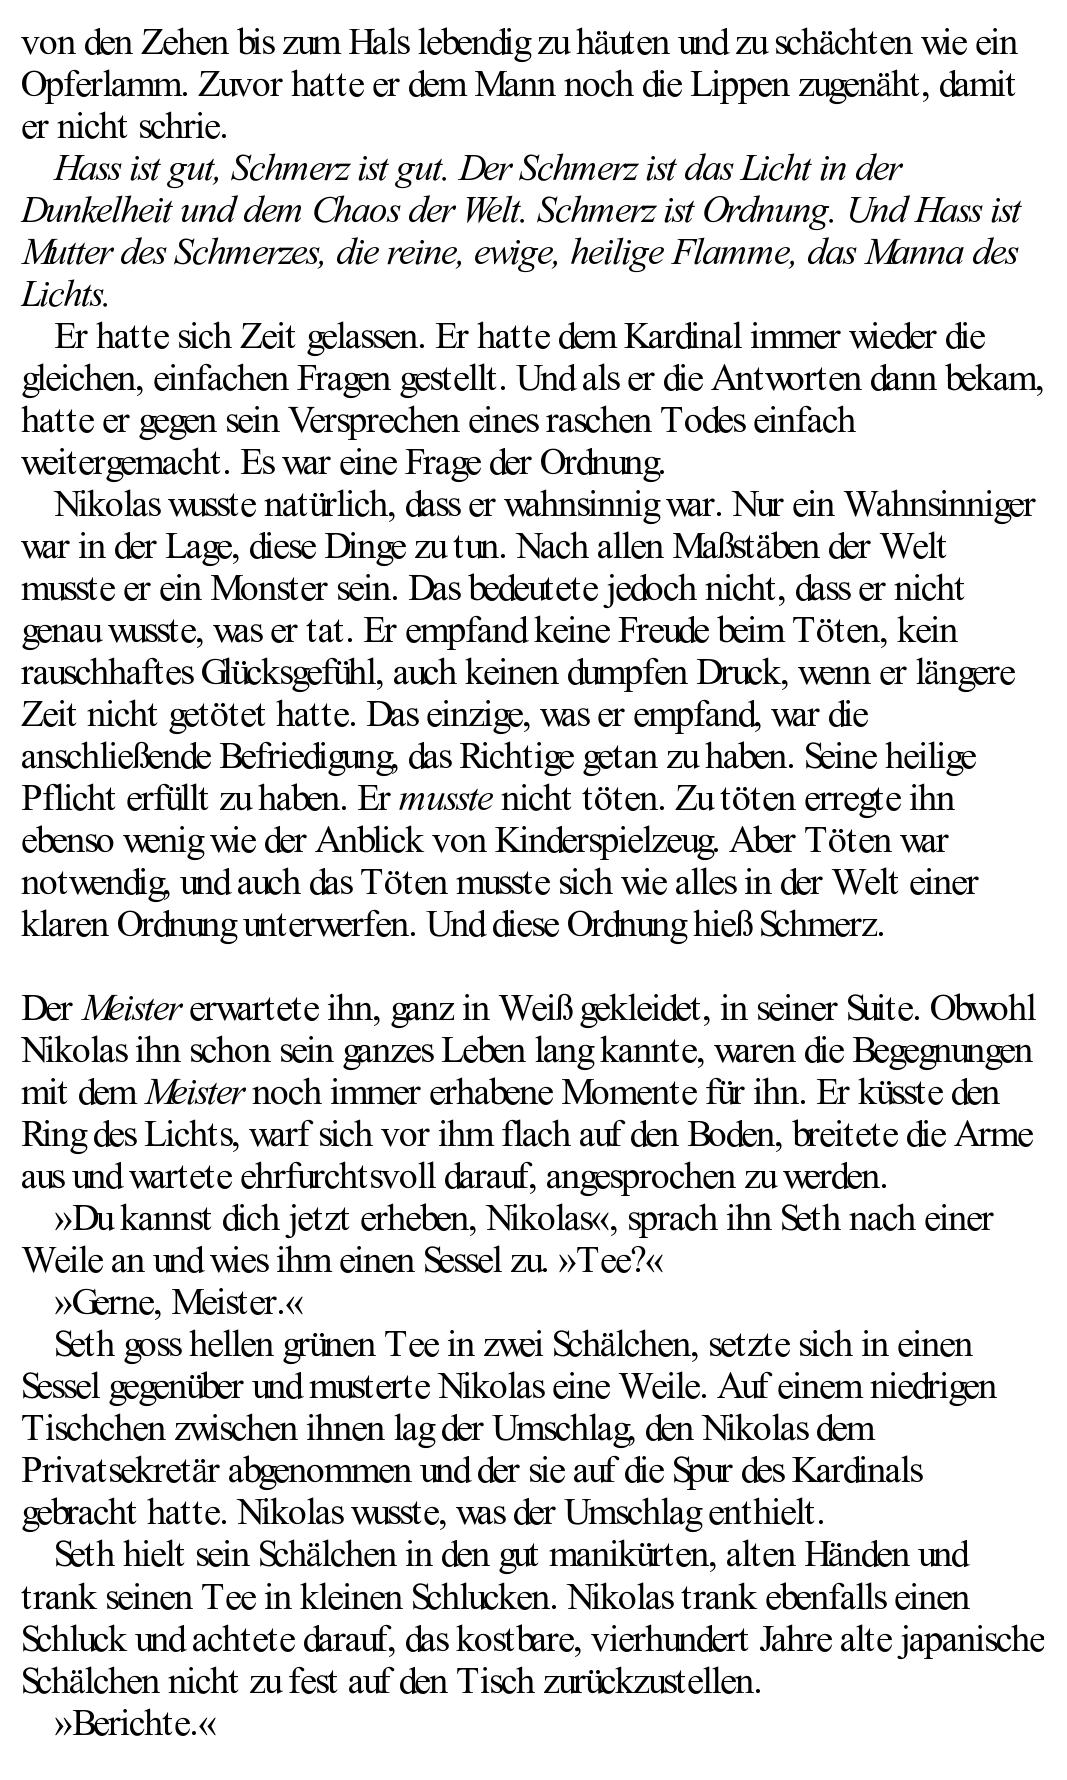 von den Zehen bis zum Hals lebendig zu häuten und zu schächten wie ein
Opferlamm. Zuvor hatte er dem Mann noch die Lippen zugenäht, damit
er nicht schrie.
Hass ist gut, Schmerz ist gut. Der Schmerz ist das Licht in der
Dunkelheit und dem Chaos der Welt. Schmerz ist Ordnung. Und Hass ist
Mutter des Schmerzes, die reine, ewige, heilige Flamme, das Manna des
Lichts.
Er hatte sich Zeit gelassen. Er hatte dem Kardinal immer wieder die
gleichen, einfachen Fragen gestellt. Und als er die Antworten dann bekam,
hatte er gegen sein Versprechen eines raschen Todes einfach
weitergemacht. Es war eine Frage der Ordnung.
Nikolas wusste natürlich, dass er wahnsinnig war. Nur ein Wahnsinniger
war in der Lage, diese Dinge zu tun. Nach allen Maßstäben der Welt
musste er ein Monster sein. Das bedeutete jedoch nicht, dass er nicht
genau wusste, was er tat. Er empfand keine Freude beim Töten, kein
rauschhaftes Glücksgefühl, auch keinen dumpfen Druck, wenn er längere
Zeit nicht getötet hatte. Das einzige, was er empfand, war die
anschließende Befriedigung, das Richtige getan zu haben. Seine heilige
Pflicht erfüllt zu haben. Er musste nicht töten. Zu töten erregte ihn
ebenso wenig wie der Anblick von Kinderspielzeug. Aber Töten war
notwendig, und auch das Töten musste sich wie alles in der Welt einer
klaren Ordnung unterwerfen. Und diese Ordnung hieß Schmerz.
Der Meister erwartete ihn, ganz in Weiß gekleidet, in seiner Suite. Obwohl
Nikolas ihn schon sein ganzes Leben lang kannte, waren die Begegnungen
mit dem Meister noch immer erhabene Momente für ihn. Er küsste den
Ring des Lichts, warf sich vor ihm flach auf den Boden, breitete die Arme
aus und wartete ehrfurchtsvoll darauf, angesprochen zu werden.
»Du kannst dich jetzt erheben, Nikolas«, sprach ihn Seth nach einer
Weile an und wies ihm einen Sessel zu. »Tee?«
»Gerne, Meister.«
Seth goss hellen grünen Tee in zwei Schälchen, setzte sich in einen
Sessel gegenüber und musterte Nikolas eine Weile. Auf einem niedrigen
Tischchen zwischen ihnen lag der Umschlag, den Nikolas dem
Privatsekretär abgenommen und der sie auf die Spur des Kardinals
gebracht hatte. Nikolas wusste, was der Umschlag enthielt.
Seth hielt sein Schälchen in den gut manikürten, alten Händen und
trank seinen Tee in kleinen Schlucken. Nikolas trank ebenfalls einen
Schluck und achtete darauf, das kostbare, vierhundert Jahre alte japanische
Schälchen nicht zu fest auf den Tisch zurückzustellen.
»Berichte.«